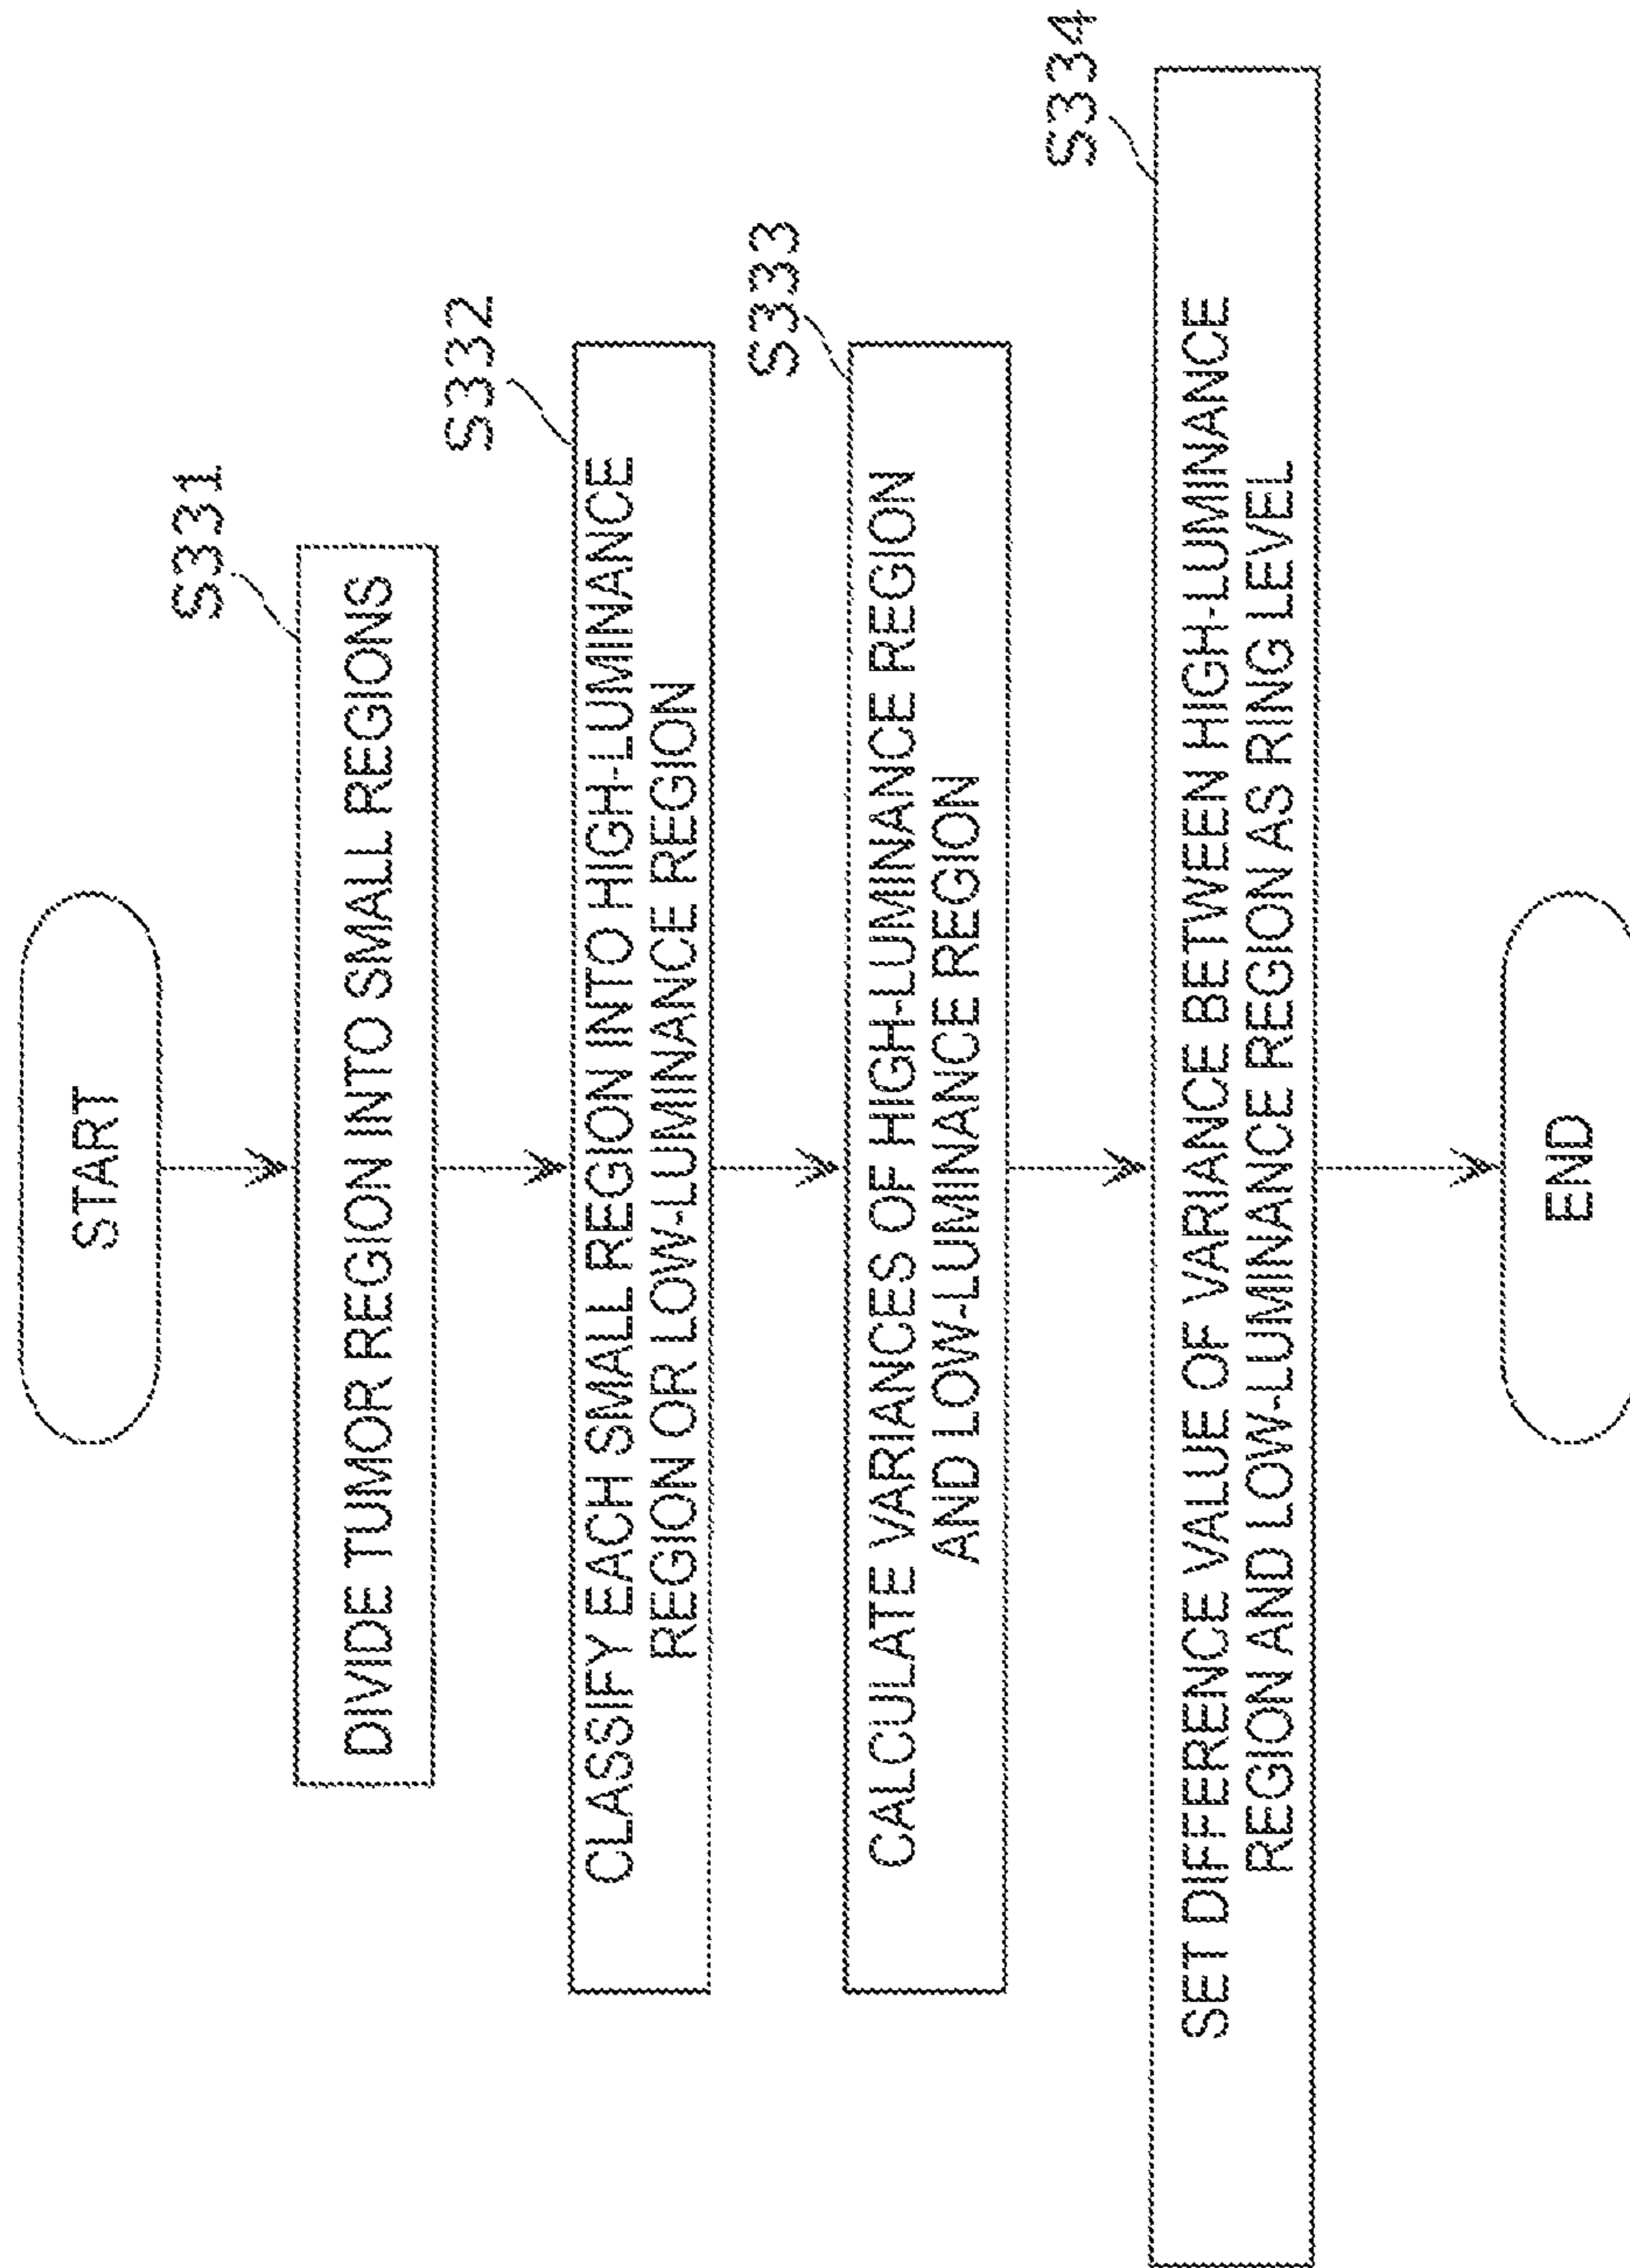 START
S331
DIVIDE TUMOR REGION INTO SMALL REGIONS
S332
CLASSIFY EACH SMALL REGION INTO HIGH-LUMINANCE
REGION OR LOW-LUMINANCE REGION
S333
CALCULATE VARIANCES OF HIGH-LUMINANCE REGION
AND LOW-LUMINANCE REGION
S334
SET DIFFERENCE VALUE OF VARIANCE BETWEEN HIGH-LUMINANCE
REGION AND LOW-LUMINANCE REGION AS RING LEVEL
END